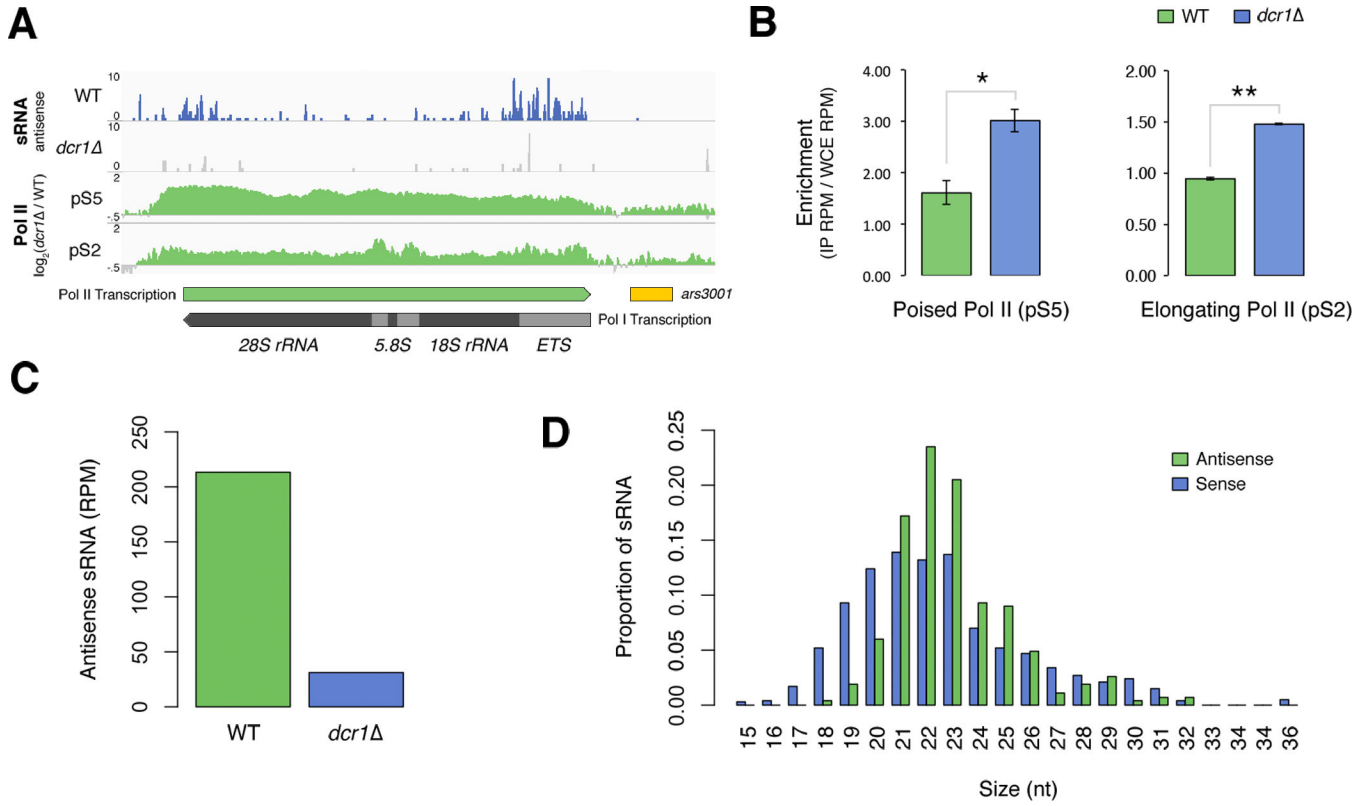 A
sRNA
antisense
WT
10
0
dcr1Δ
10
0
Pol II
log2(dcr1Δ / WT)
pS5
2
-.5
pS2
2
-.5
Pol II Transcription
ars3001
Pol I Transcription
28S rRNA 5.8S 18S rRNA ETS
B
WT dcr1Δ
Enrichment
(IP RPM / WCE RPM)
4.00
3.00
2.00
1.00
0.00
*
Poised Pol II (pS5)
2.00
1.50
1.00
0.50
0.00
**
Elongating Pol II (pS2)
C
Antisense sRNA (RPM)
250
200
150
100
50
0
WT dcr1Δ
D
Proportion of sRNA
0.25
0.20
0.15
0.10
0.05
0.00
Antisense
Sense
15 16 17 18 19 20 21 22 23 24 25 26 27 28 29 30 31 32 33 34 34 36
Size (nt)